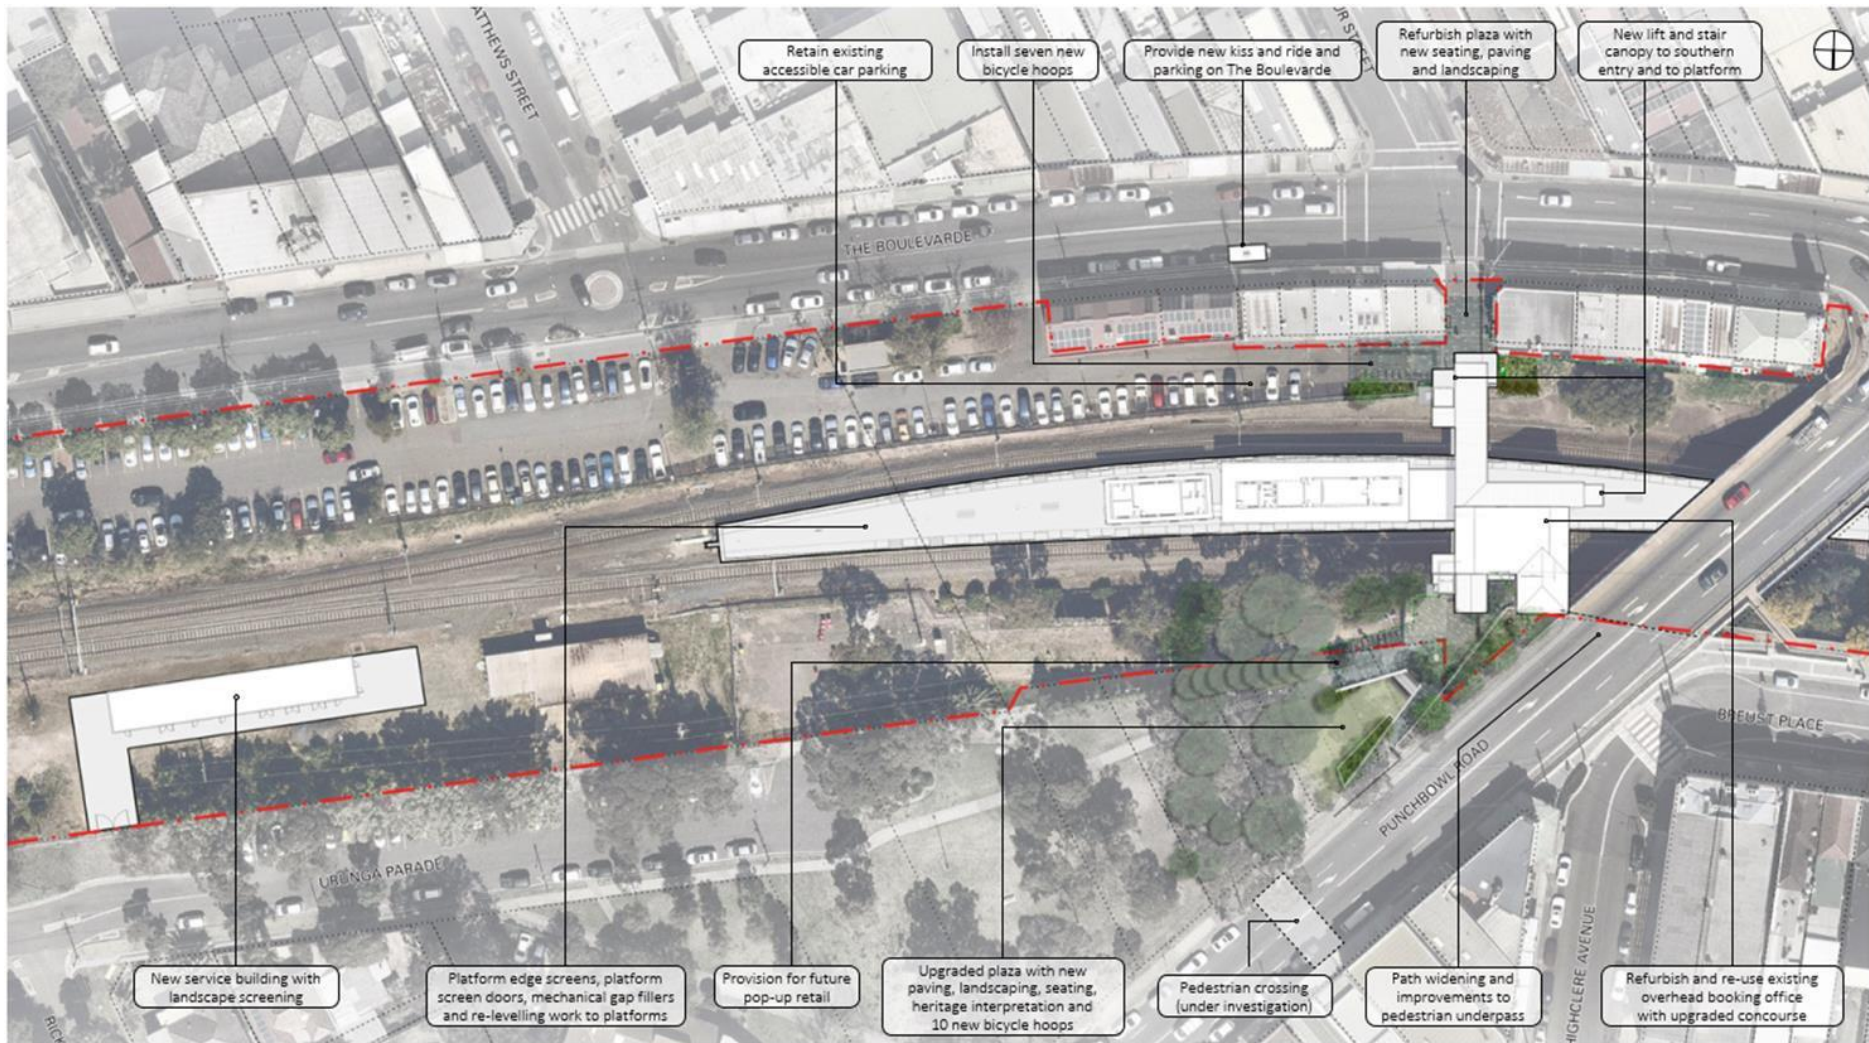 ATTHEWS STREET
UR STREET
Retain existing
accessible car parking
Install seven new
bicycle hoops
Provide new kiss and ride and
parking on The Boulevarde
Refurbish plaza with
new seating, paving
and landscaping
New lift and stair
canopy to southern
entry and to platform
THE BOULEVARDE
BREUST PLACE
PUNCHBOWL ROAD
URUNGA PARADE
HIGHCLERE AVENUE
RICK
New service building with
landscape screening
Platform edge screens, platform
screen doors, mechanical gap fillers
and re-levelling work to platforms
Provision for future
pop-up retail
Upgraded plaza with new
paving, landscaping, seating,
heritage interpretation and
10 new bicycle hoops
Pedestrian crossing
(under investigation)
Path widening and
improvements to
pedestrian underpass
Refurbish and re-use existing
overhead booking office
with upgraded concourse